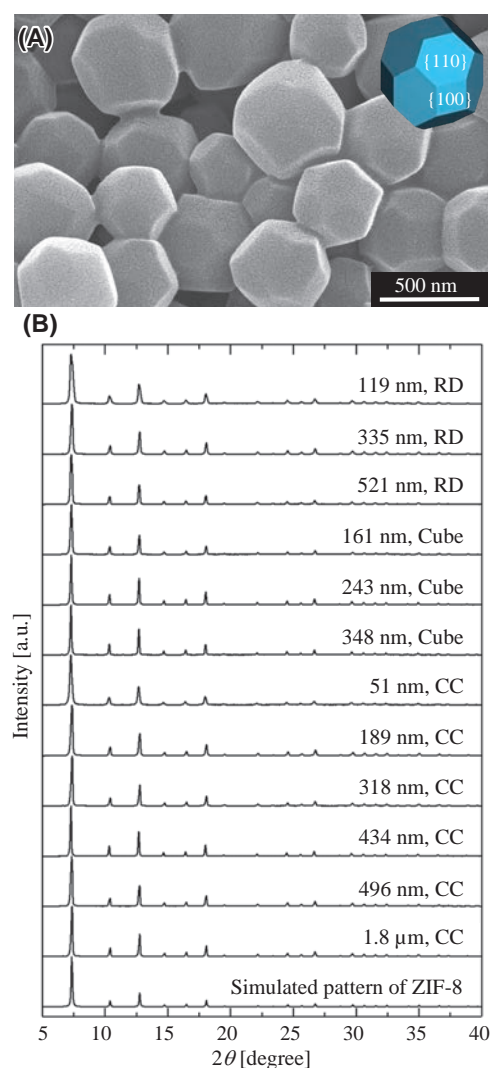 (A)
{110}
{100}
500 nm
(B)
119 nm, RD
335 nm, RD
521 nm, RD
161 nm, Cube
243 nm, Cube
348 nm, Cube
51 nm, CC
189 nm, CC
318 nm, CC
434 nm, CC
496 nm, CC
1.8 µm, CC
Simulated pattern of ZIF-8
Intensity [a.u.]
5 10 15 20 25 30 35 40
2θ [degree]